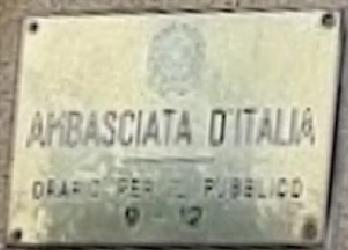 AMBASCIATA D'ITALIA
ORARIO PER IL PUBBLICO
9 - 12